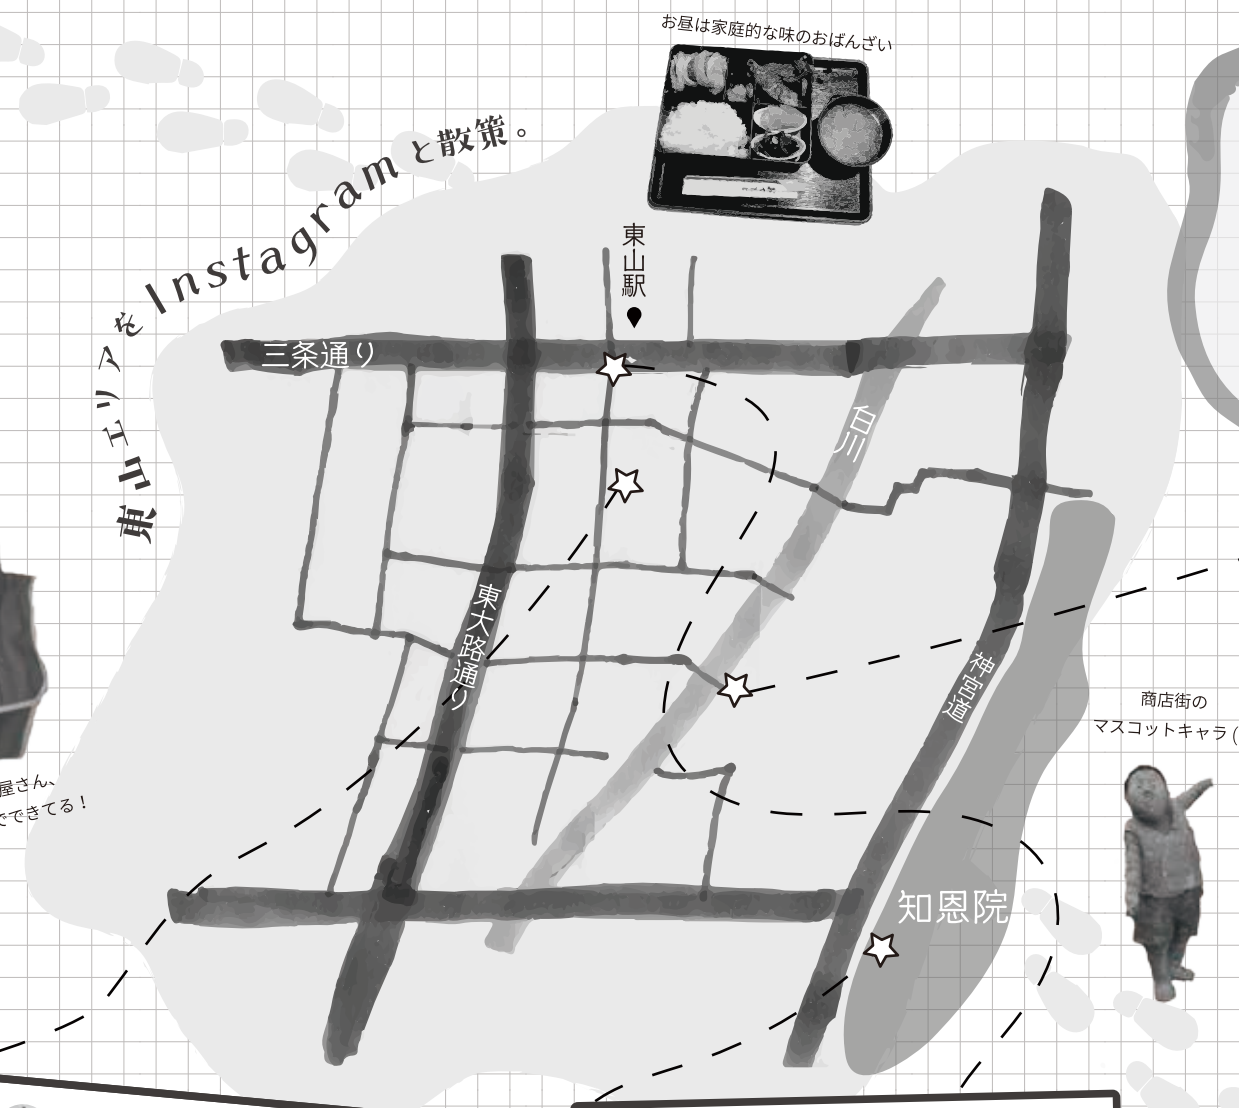 お昼は家庭的な味のおばんざい
東山エリアをInstagramと散策。
東山駅
三条通り
白川
東大路通り
神宮道
商店街の
マスコットキャラ(
屋さん、
でできてる！
知恩院